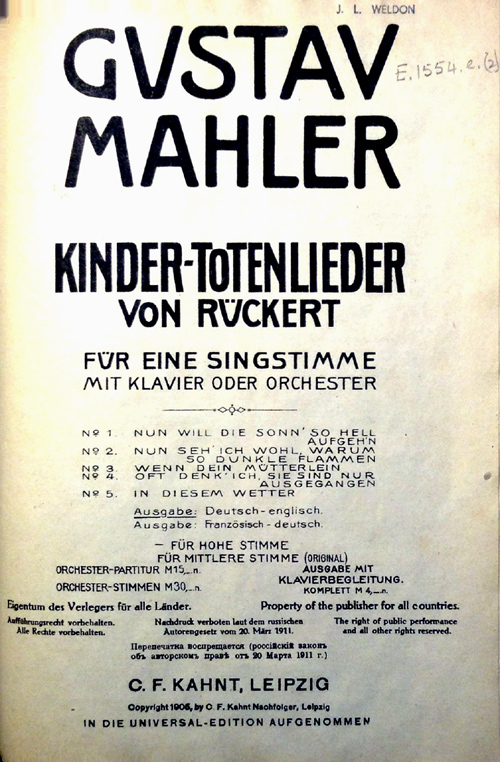 J. L. WELDON
E.1554.e.(2)
GVSTAV
MAHLER
KINDER-TOTENLIEDER
VON RÜCKERT
FÜR EINE SINGSTIMME
MIT KLAVIER ODER ORCHESTER
No 1. NUN WILL DIE SONN' SO HELL
AUFGEH'N
No 2. NUN SEH' ICH WOHL, WARUM
SO DUNKLE FLAMMEN
No 3. WENN DEIN MÜTTERLEIN
No 4. OFT DENK' ICH, SIE SIND NUR
AUSGEGANGEN
No 5. IN DIESEM WETTER
Ausgabe: Deutsch-englisch.
Ausgabe: Französisch-deutsch.
— FÜR HOHE STIMME
FÜR MITTLERE STIMME (ORIGINAL)
ORCHESTER-PARTITUR M 15,_.n.
ORCHESTER-STIMMEN M 30,_.n.
AUSGABE MIT
KLAVIERBEGLEITUNG.
KOMPLETT M 4,_.n.
Eigentum des Verlegers für alle Länder.
Property of the publisher for all countries.
Aufführungsrecht vorbehalten.
Alle Rechte vorbehalten.
Nachdruck verboten laut dem russischen
Autorengesetz vom 20. März 1911.
The right of public performance
and all other rights reserved.
Перепечатка воспрещается (россійскій законъ
объ авторскомъ правѣ отъ 20 Марта 1911 г.)
C. F. KAHNT, LEIPZIG
Copyright 1905, by C. F. Kahnt Nachfolger, Leipzig
IN DIE UNIVERSAL-EDITION AUFGENOMMEN